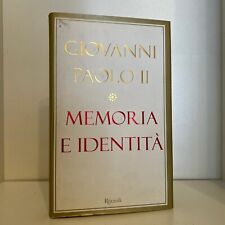 GIOVANNI
PAOLO II
MEMORIA
E IDENTITÀ
Rizzoli